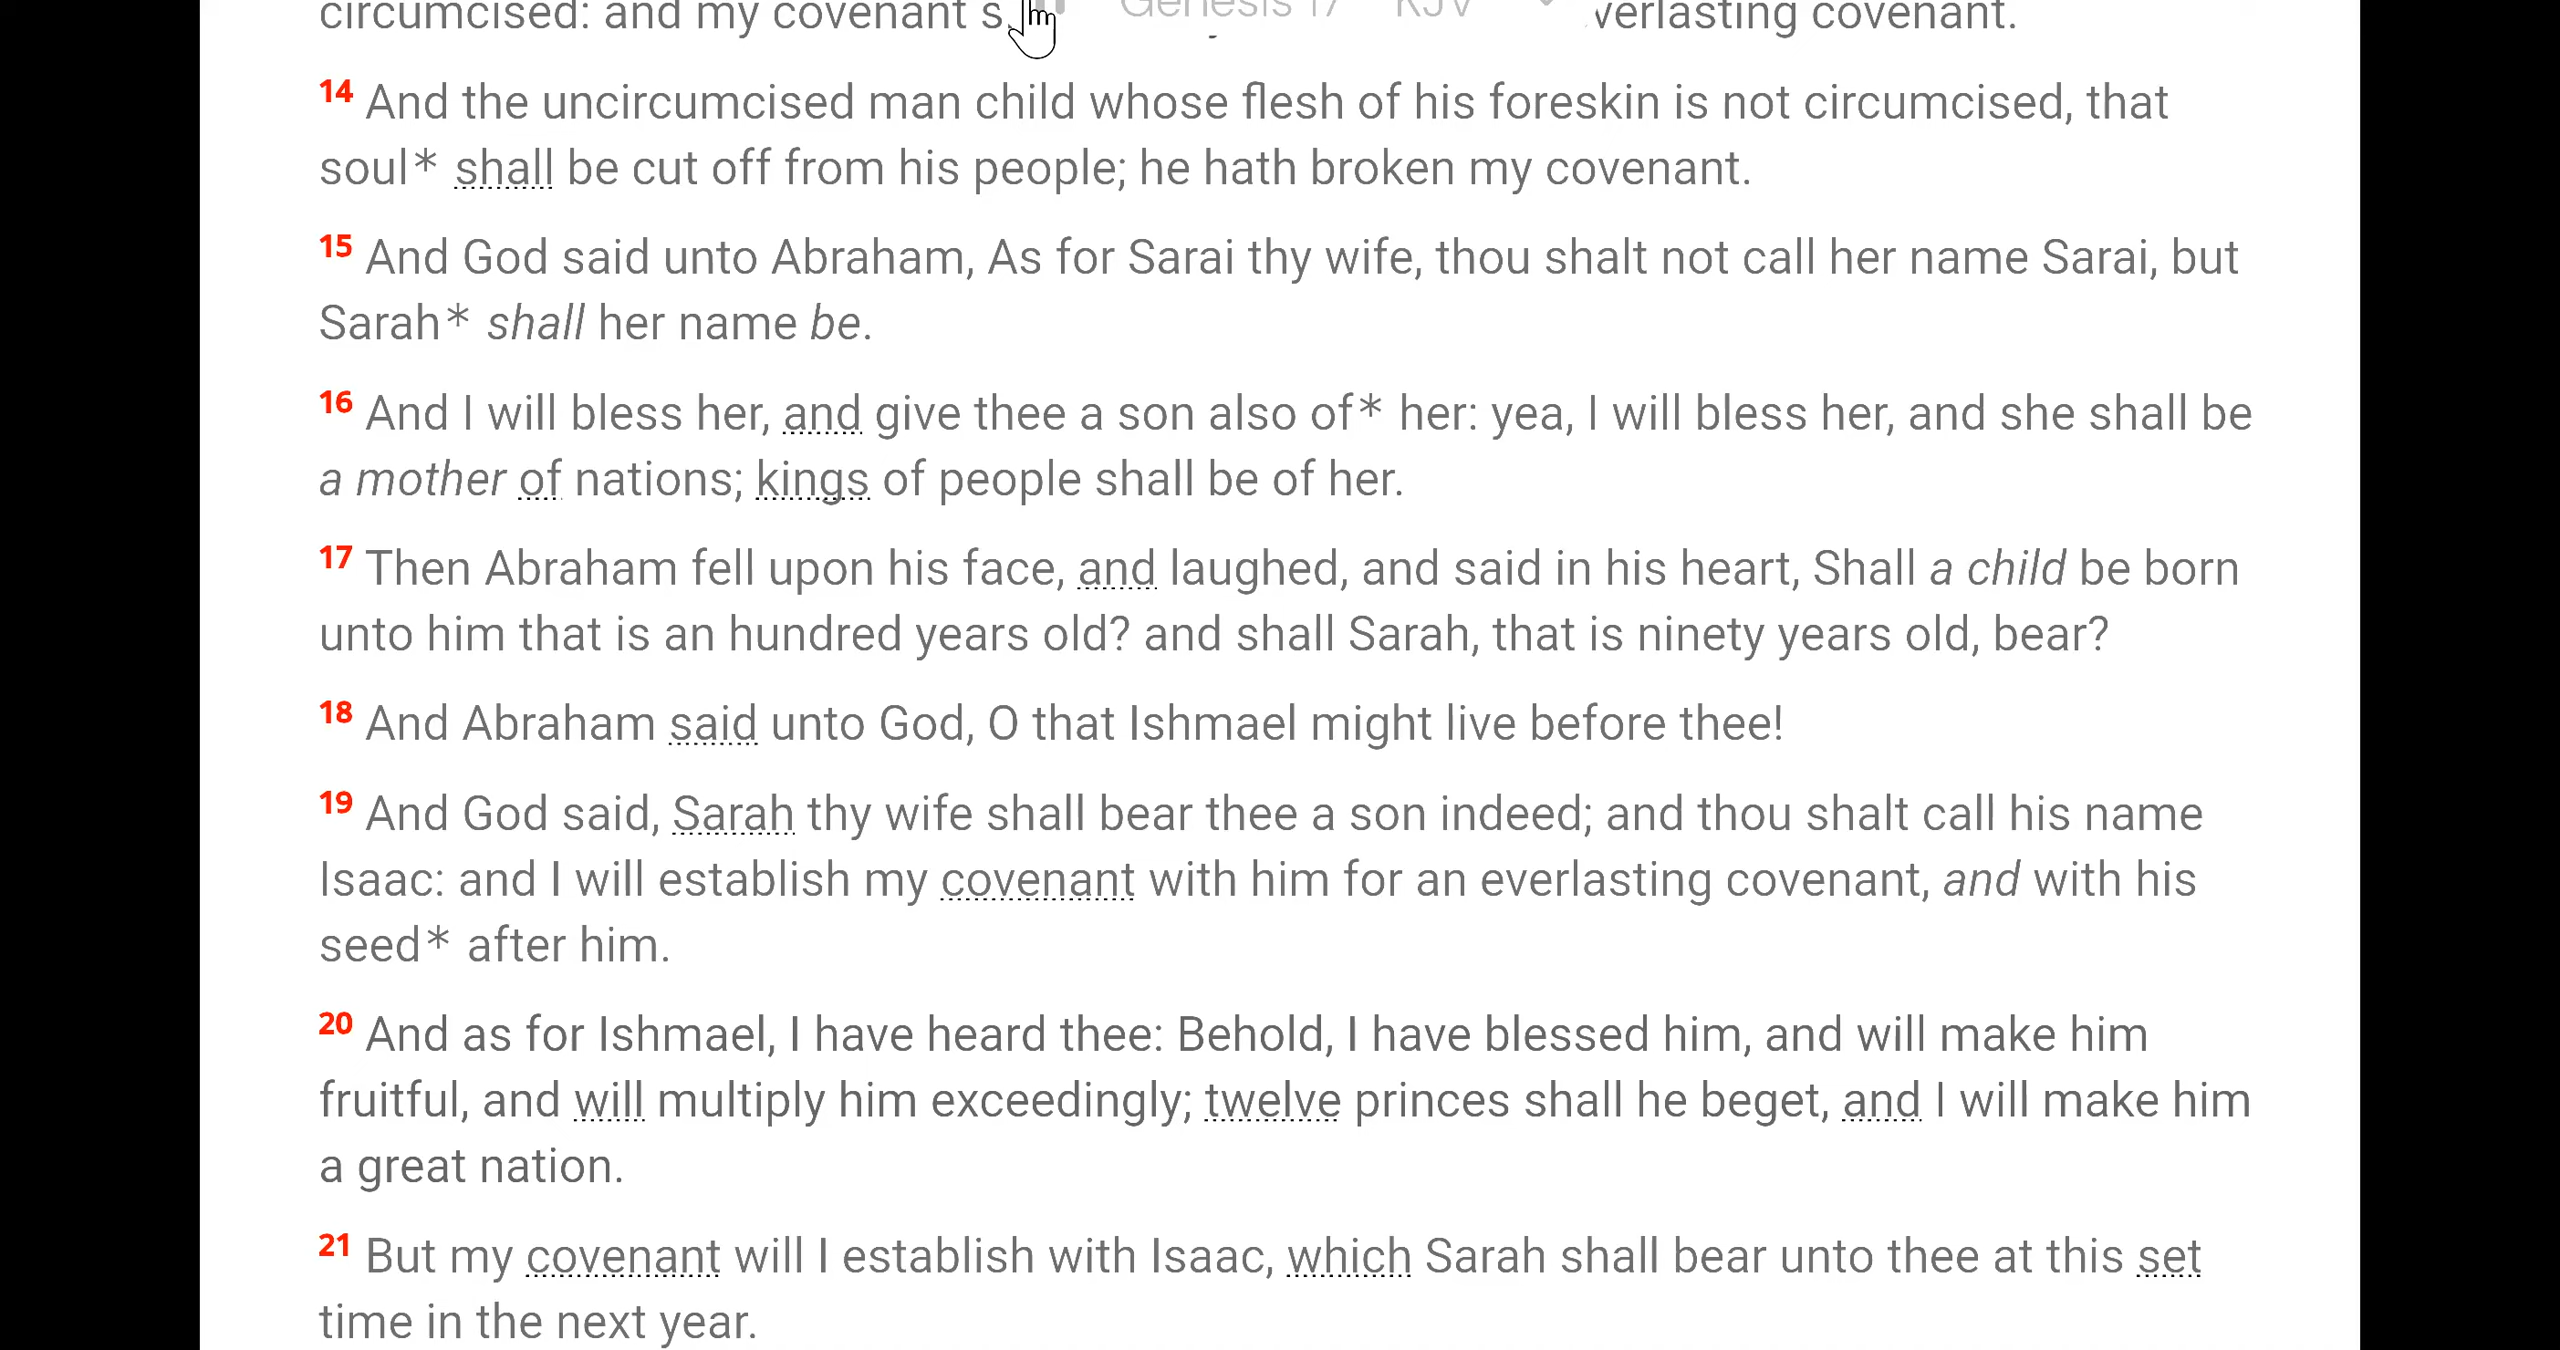 circumcised: and my covenant s
Genesis 17 KJV
verlasting covenant.
14 And the uncircumcised man child whose flesh of his foreskin is not circumcised, that
soul* shall be cut off from his people; he hath broken my covenant.
15 And God said unto Abraham, As for Sarai thy wife, thou shalt not call her name Sarai, but
Sarah* shall her name be.
16 And I will bless her, and give thee a son also of* her: yea, I will bless her, and she shall be
a mother of nations; kings of people shall be of her.
17 Then Abraham fell upon his face, and laughed, and said in his heart, Shall a child be born
unto him that is an hundred years old? and shall Sarah, that is ninety years old, bear?
18 And Abraham said unto God, O that Ishmael might live before thee!
19 And God said, Sarah thy wife shall bear thee a son indeed; and thou shalt call his name
Isaac: and I will establish my covenant with him for an everlasting covenant, and with his
seed* after him.
20 And as for Ishmael, I have heard thee: Behold, I have blessed him, and will make him
fruitful, and will multiply him exceedingly; twelve princes shall he beget, and I will make him
a great nation.
21 But my covenant will I establish with Isaac, which Sarah shall bear unto thee at this set
time in the next year.